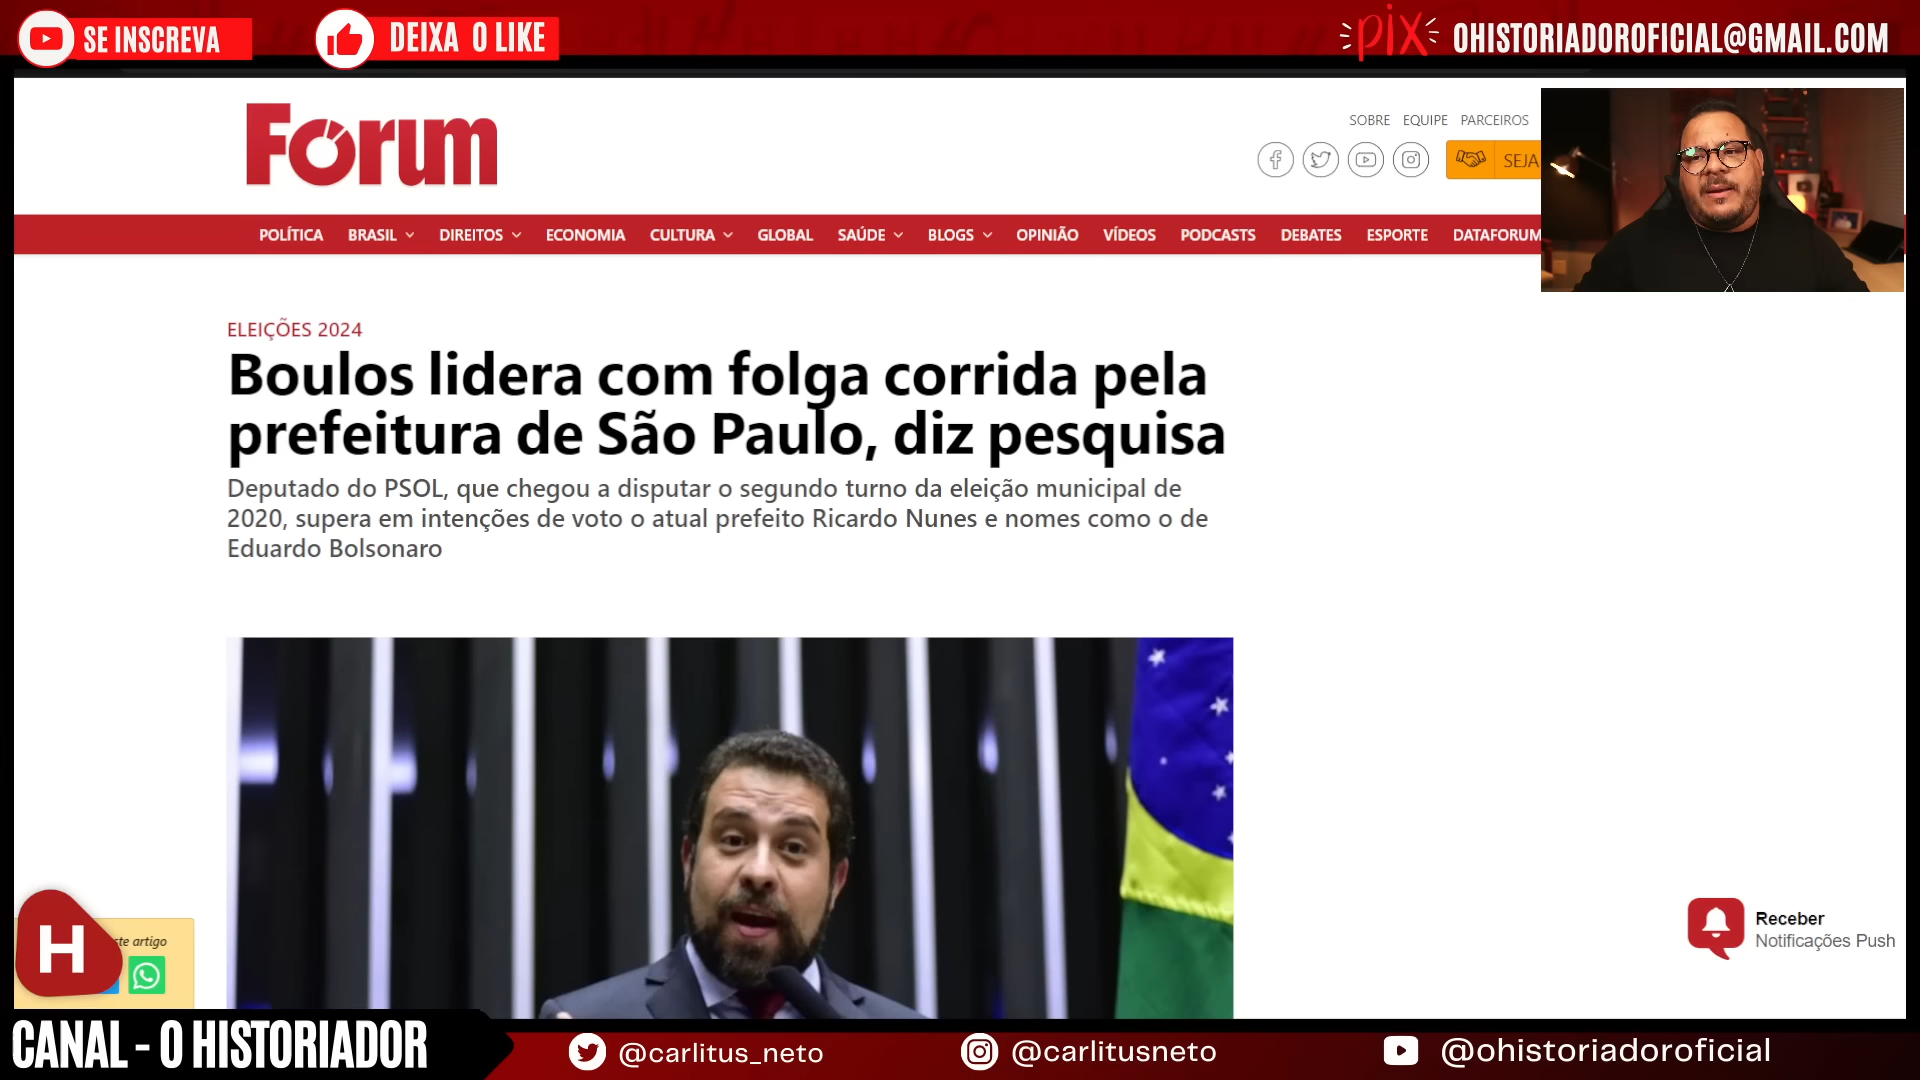 SE INSCREVA
DEIXA O LIKE
pix
OHISTORIADOROFICIAL@GMAIL.COM
Fórum
SOBRE EQUIPE PARCEIROS
SEJA
POLÍTICA BRASIL DIREITOS ECONOMIA CULTURA GLOBAL SAÚDE BLOGS OPINIÃO VÍDEOS PODCASTS DEBATES ESPORTE DATAFORUM
ELEIÇÕES 2024
Boulos lidera com folga corrida pela
prefeitura de São Paulo, diz pesquisa
Deputado do PSOL, que chegou a disputar o segundo turno da eleição municipal de
2020, supera em intenções de voto o atual prefeito Ricardo Nunes e nomes como o de
Eduardo Bolsonaro
Receber
Notificações Push
H
artigo
CANAL - O HISTORIADOR
@carlitus_neto
@carlitusneto
@ohistoriadoroficial